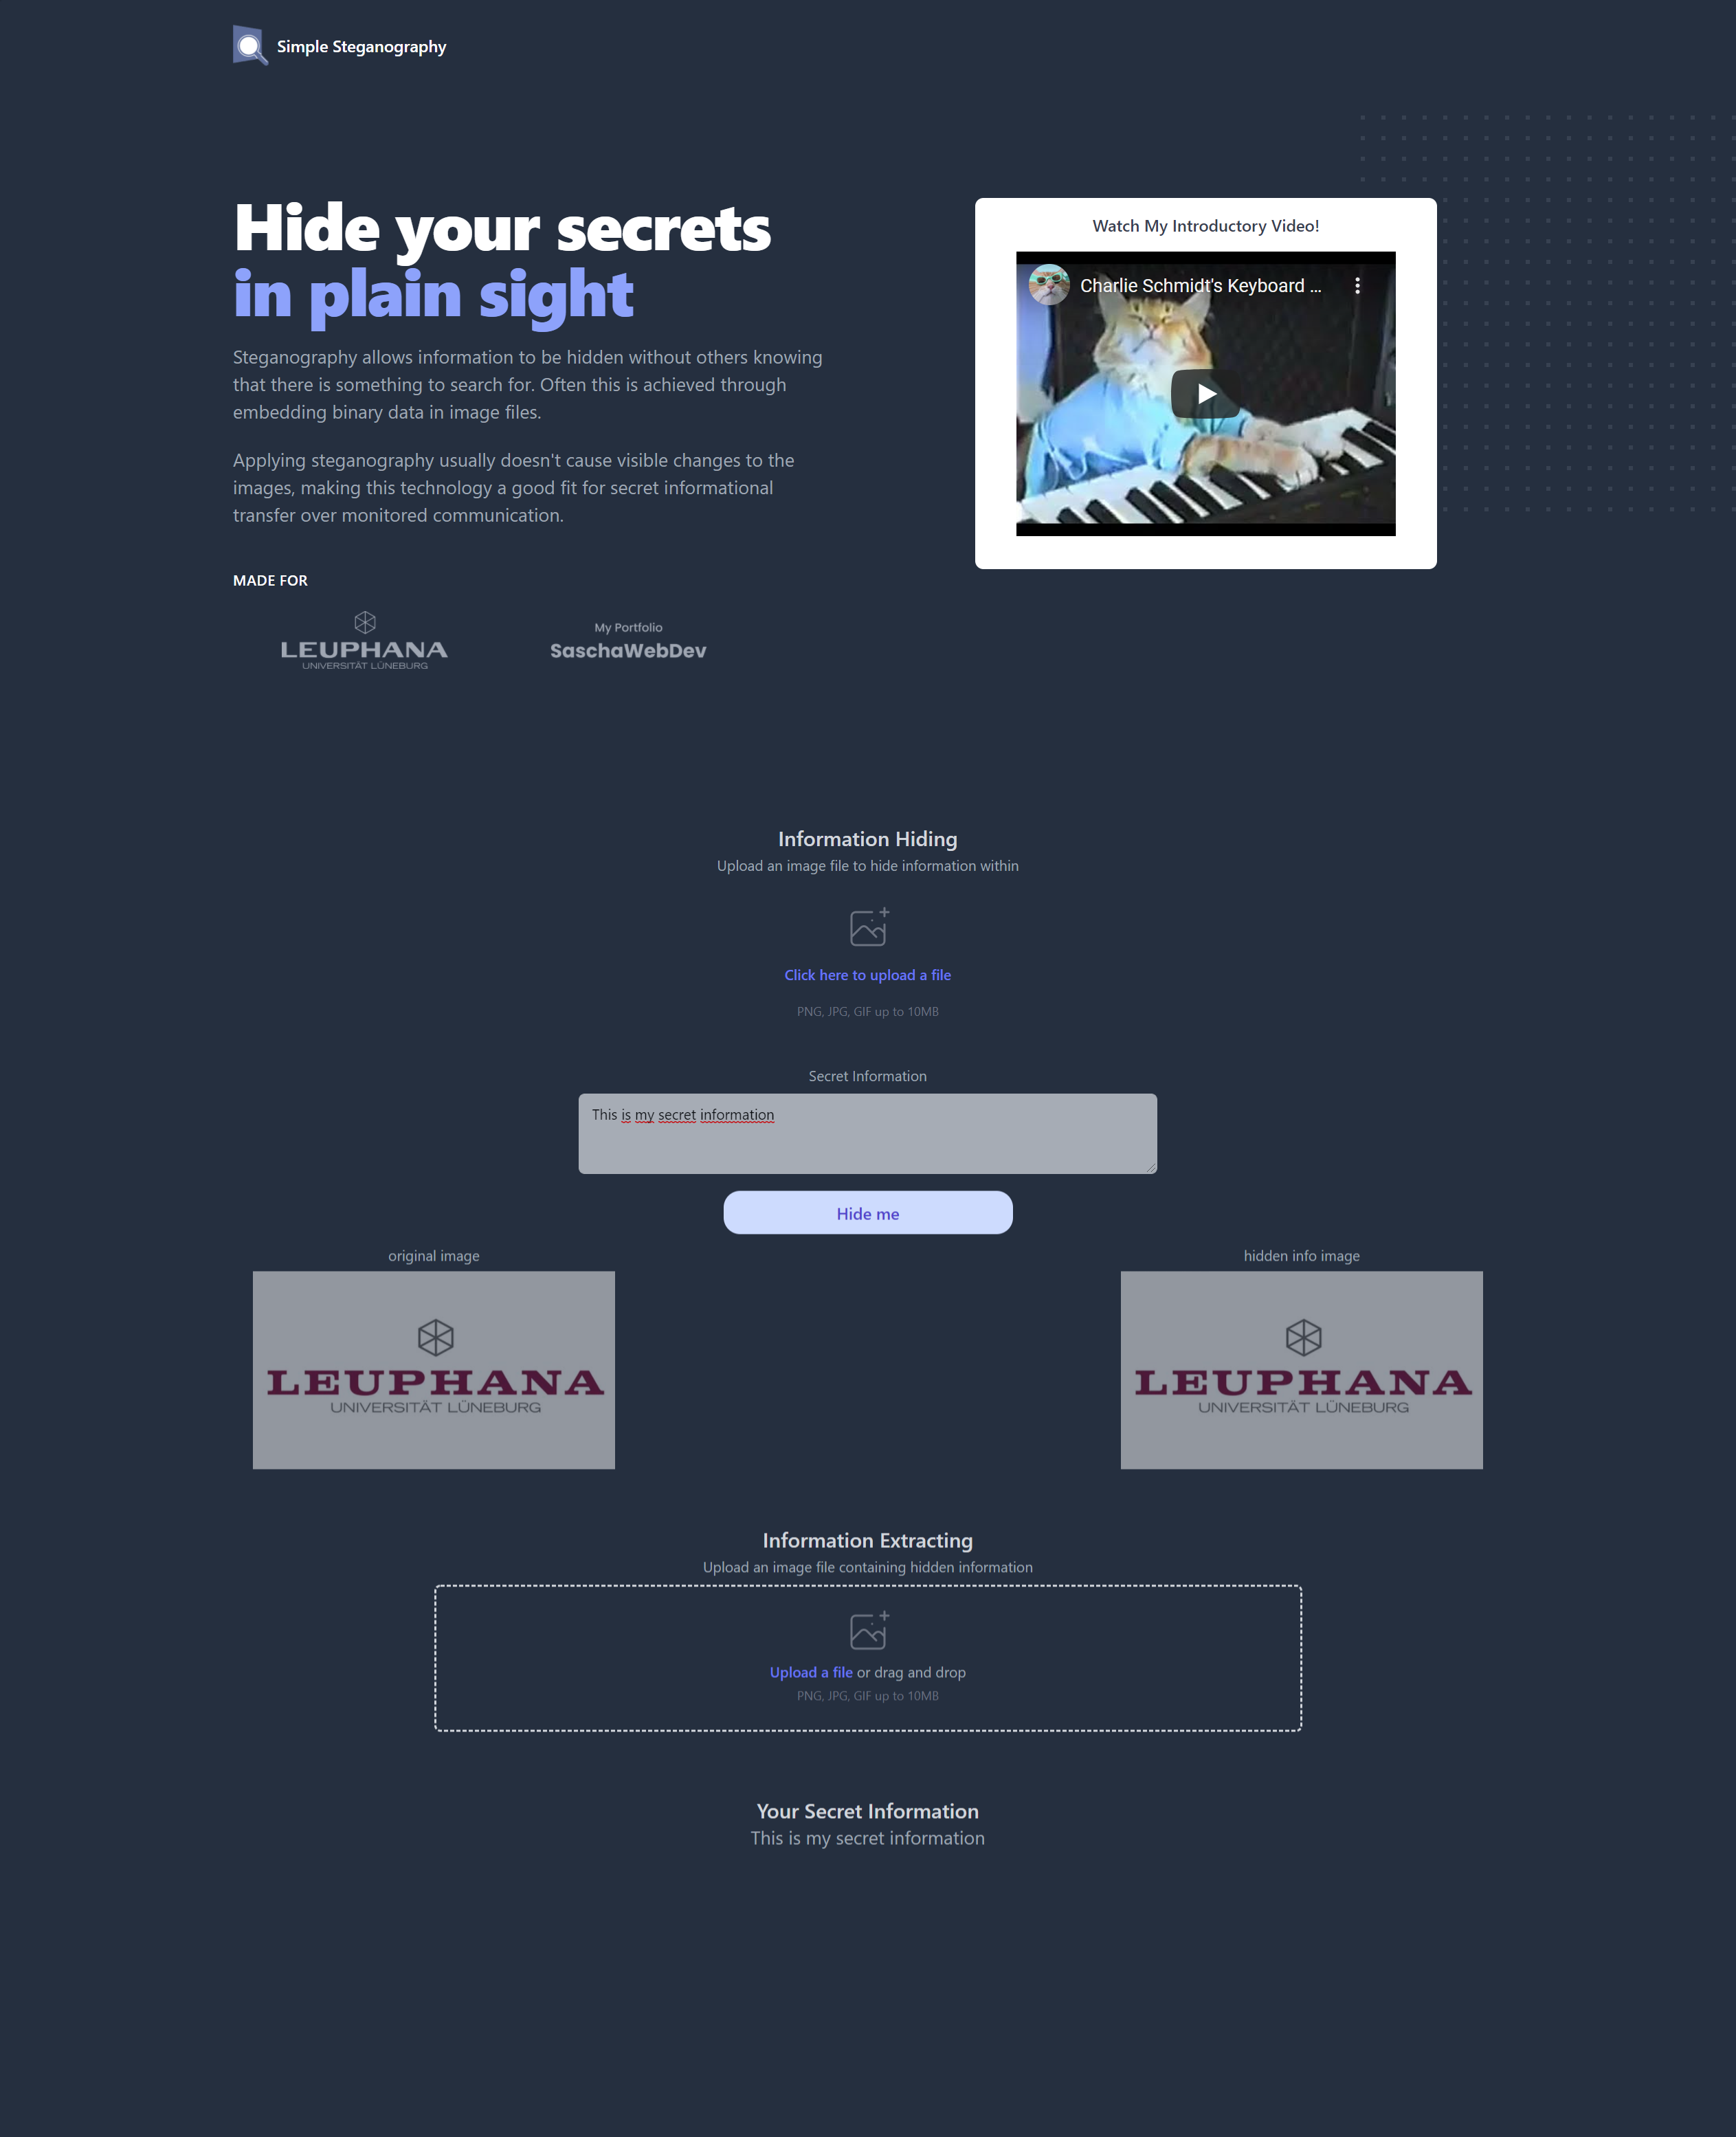 Simple Steganography
Hide your secrets
in plain sight
Steganography allows information to be hidden without others knowing
that there is something to search for. Often this is achieved through
embedding binary data in image files.
Applying steganography usually doesn't cause visible changes to the
images, making this technology a good fit for secret informational
transfer over monitored communication.
MADE FOR
LEUPHANA
UNIVERSITÄT LÜNEBURG
My Portfolio
SaschaWebDev
Watch My Introductory Video!
Charlie Schmidt's Keyboard ...
Information Hiding
Upload an image file to hide information within
Click here to upload a file
PNG, JPG, GIF up to 10MB
Secret Information
This is my secret information
Hide me
original image
LEUPHANA
UNIVERSITÄT LÜNEBURG
hidden info image
LEUPHANA
UNIVERSITÄT LÜNEBURG
Information Extracting
Upload an image file containing hidden information
Upload a file or drag and drop
PNG, JPG, GIF up to 10MB
Your Secret Information
This is my secret information